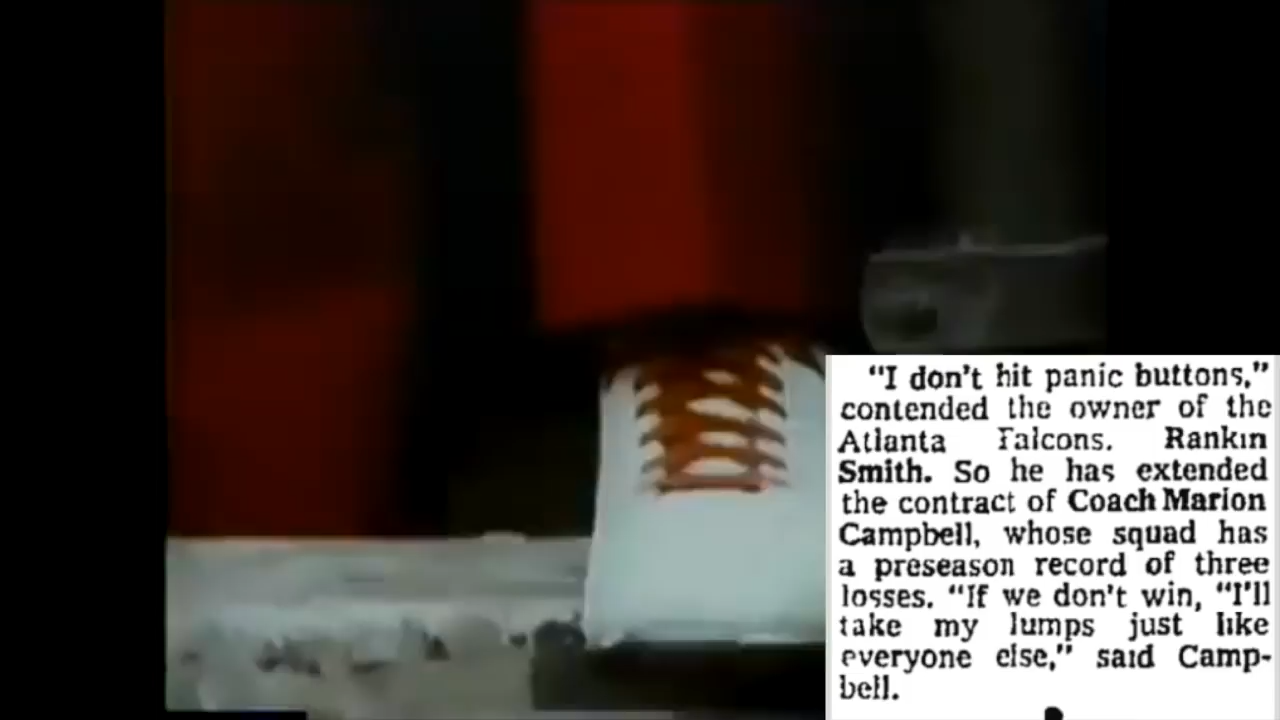 "I don't hit panic buttons,"
contended the owner of the
Atlanta Falcons. Rankin
Smith. So he has extended
the contract of Coach Marion
Campbell, whose squad has
a preseason record of three
losses. "If we don't win, "I'll
take my lumps just like
everyone else," said Camp-
bell.